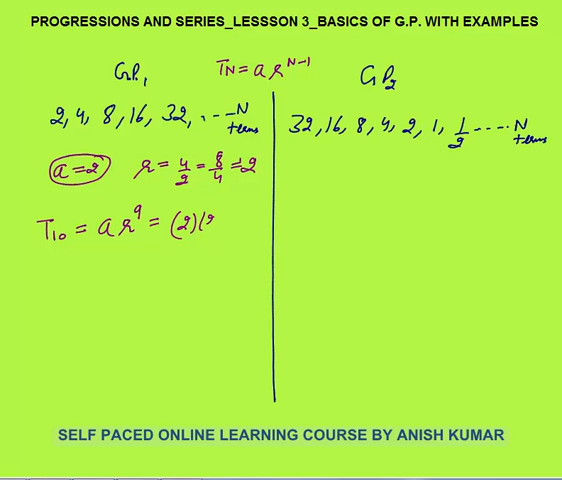 PROGRESSIONS AND SERIES_LESSSON 3_BASICS OF G.P. WITH EXAMPLES
G.P.1
TN = a r^N-1
GP2
2, 4, 8, 16, 32, .---N terms
32, 16, 8, 4, 2, 1, 1/2 ---- N terms
a = 2 r = 4/2 = 8/4 = 2
T10 = a r^9 = (2)(2
SELF PACED ONLINE LEARNING COURSE BY ANISH KUMAR